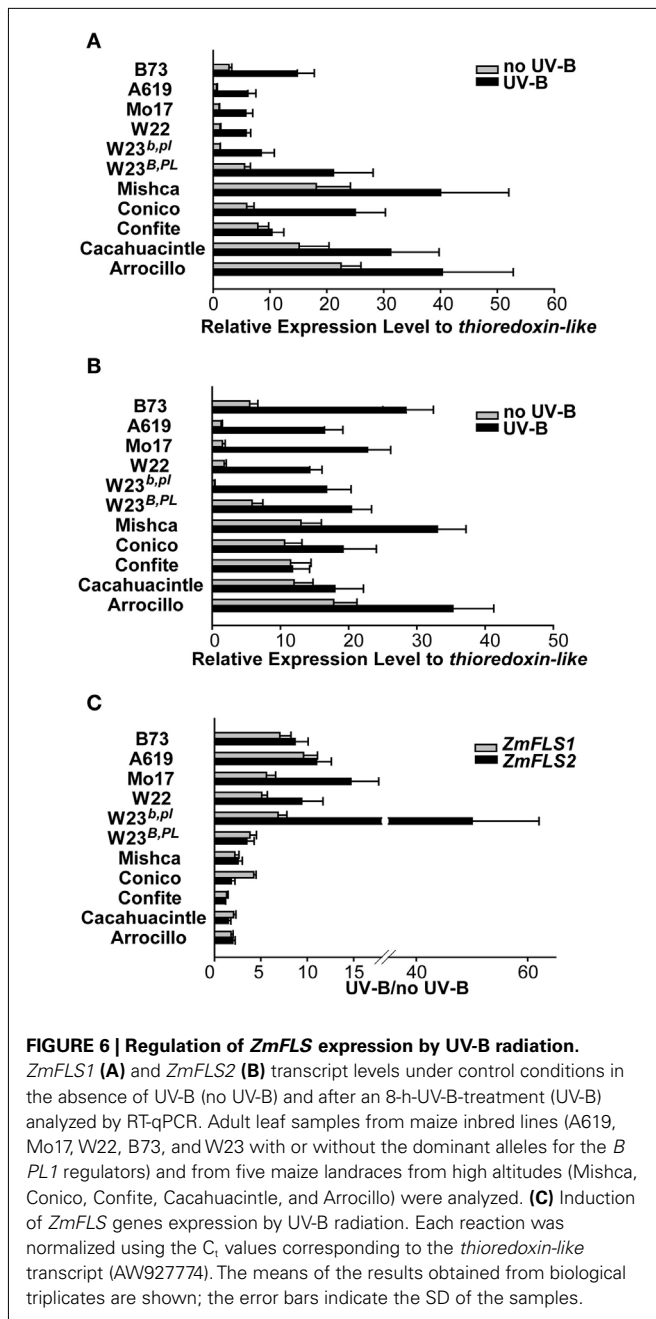 A
no UV-B
UV-B
B73
A619
Mo17
W22
W23b,pl
W23B,PL
Mishca
Conico
Confite
Cacahuacintle
Arrocillo
0 10 20 30 40 50 60
Relative Expression Level to thioredoxin-like
B
no UV-B
UV-B
B73
A619
Mo17
W22
W23b,pl
W23B,PL
Mishca
Conico
Confite
Cacahuacintle
Arrocillo
0 10 20 30 40 50
Relative Expression Level to thioredoxin-like
C
ZmFLS1
ZmFLS2
B73
A619
Mo17
W22
W23b,pl
W23B,PL
Mishca
Conico
Confite
Cacahuacintle
Arrocillo
0 5 10 15 40 60
UV-B/no UV-B
FIGURE 6 | Regulation of ZmFLS expression by UV-B radiation.
ZmFLS1 (A) and ZmFLS2 (B) transcript levels under control conditions in
the absence of UV-B (no UV-B) and after an 8-h-UV-B-treatment (UV-B)
analyzed by RT-qPCR. Adult leaf samples from maize inbred lines (A619,
Mo17, W22, B73, and W23 with or without the dominant alleles for the B
PL1 regulators) and from five maize landraces from high altitudes (Mishca,
Conico, Confite, Cacahuacintle, and Arrocillo) were analyzed. (C) Induction
of ZmFLS genes expression by UV-B radiation. Each reaction was
normalized using the Ct values corresponding to the thioredoxin-like
transcript (AW927774). The means of the results obtained from biological
triplicates are shown; the error bars indicate the SD of the samples.